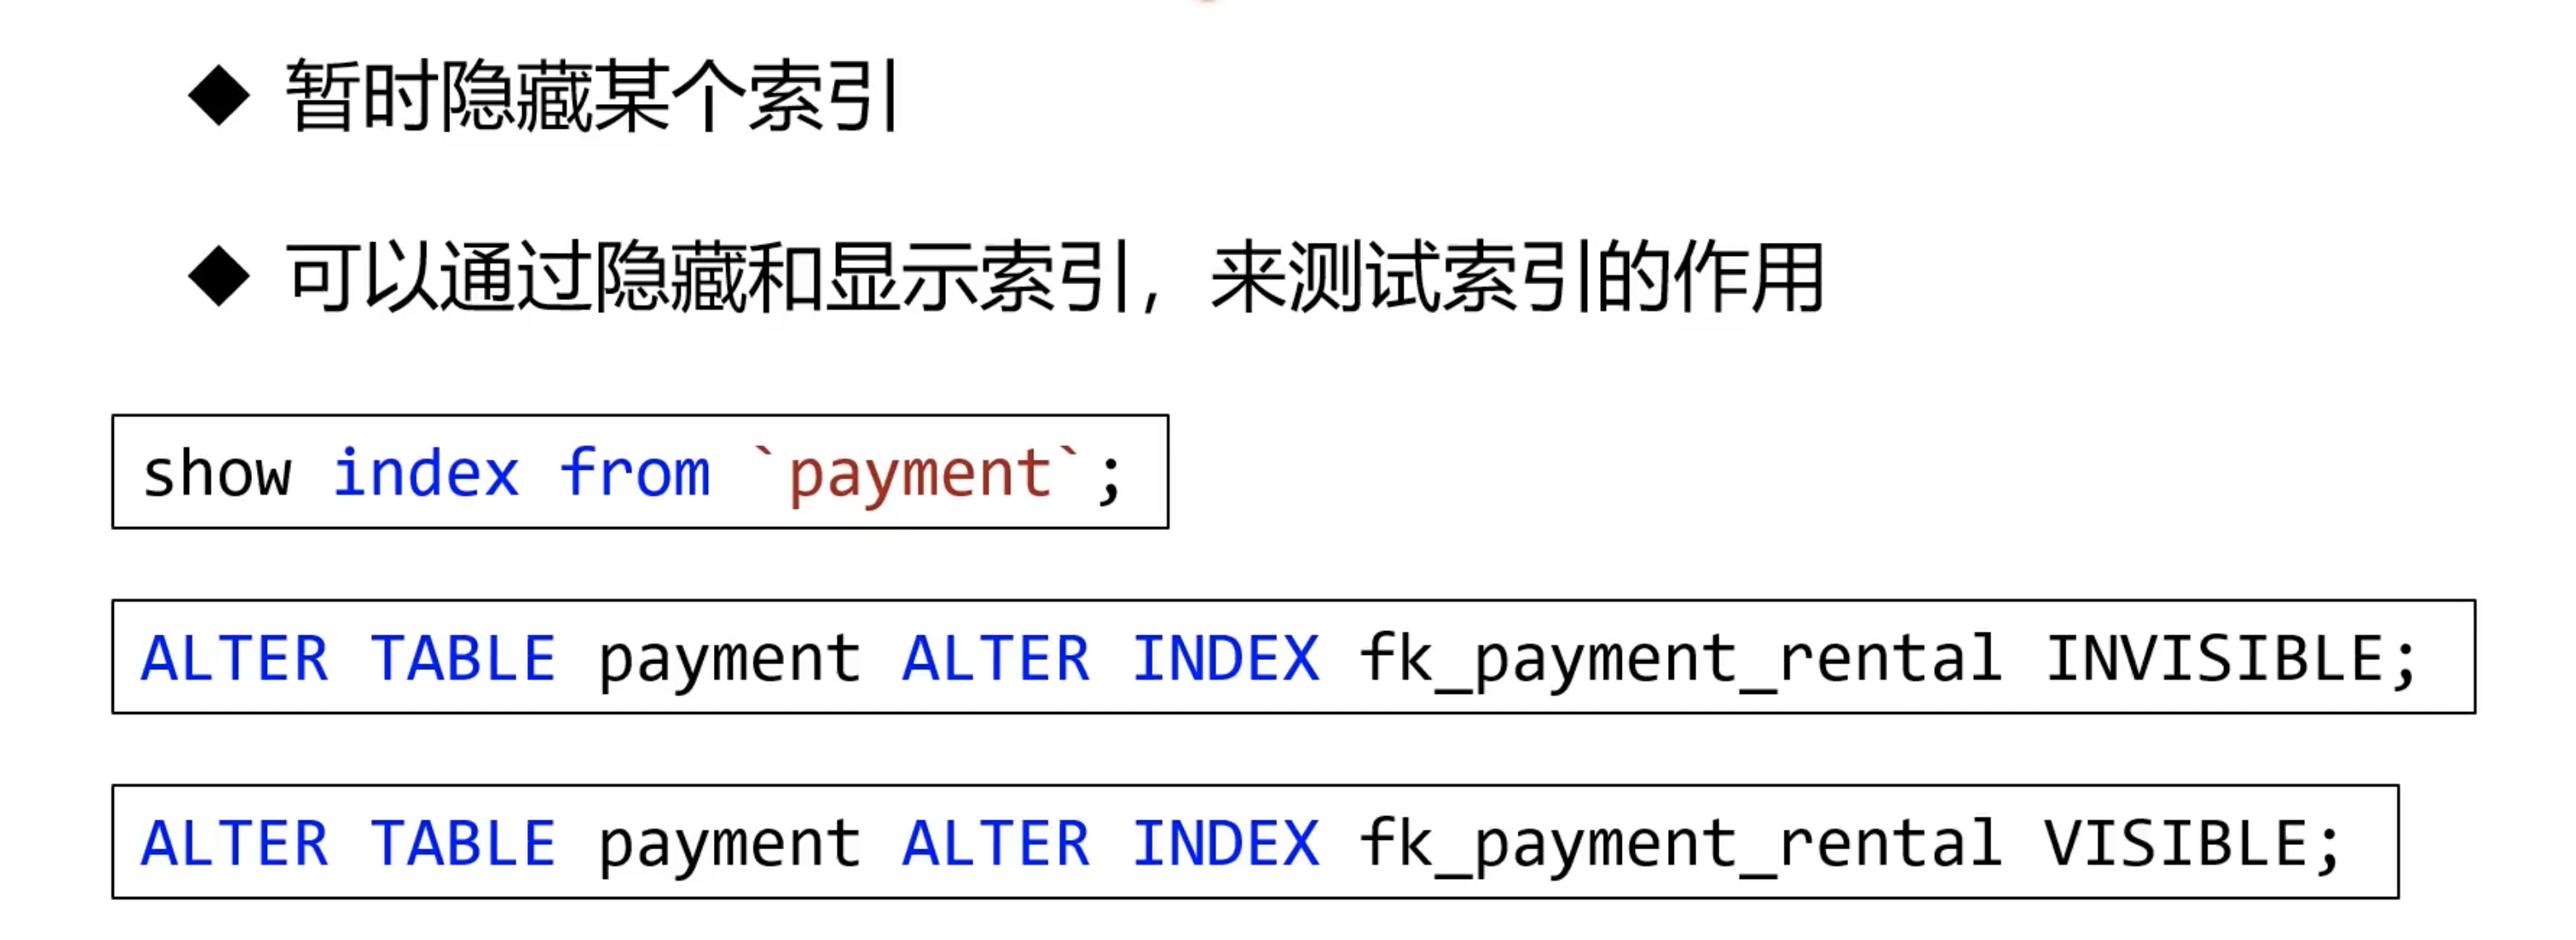 ◆ 暂时隐藏某个索引
◆ 可以通过隐藏和显示索引，来测试索引的作用
show index from `payment`;
ALTER TABLE payment ALTER INDEX fk_payment_rental INVISIBLE;
ALTER TABLE payment ALTER INDEX fk_payment_rental VISIBLE;